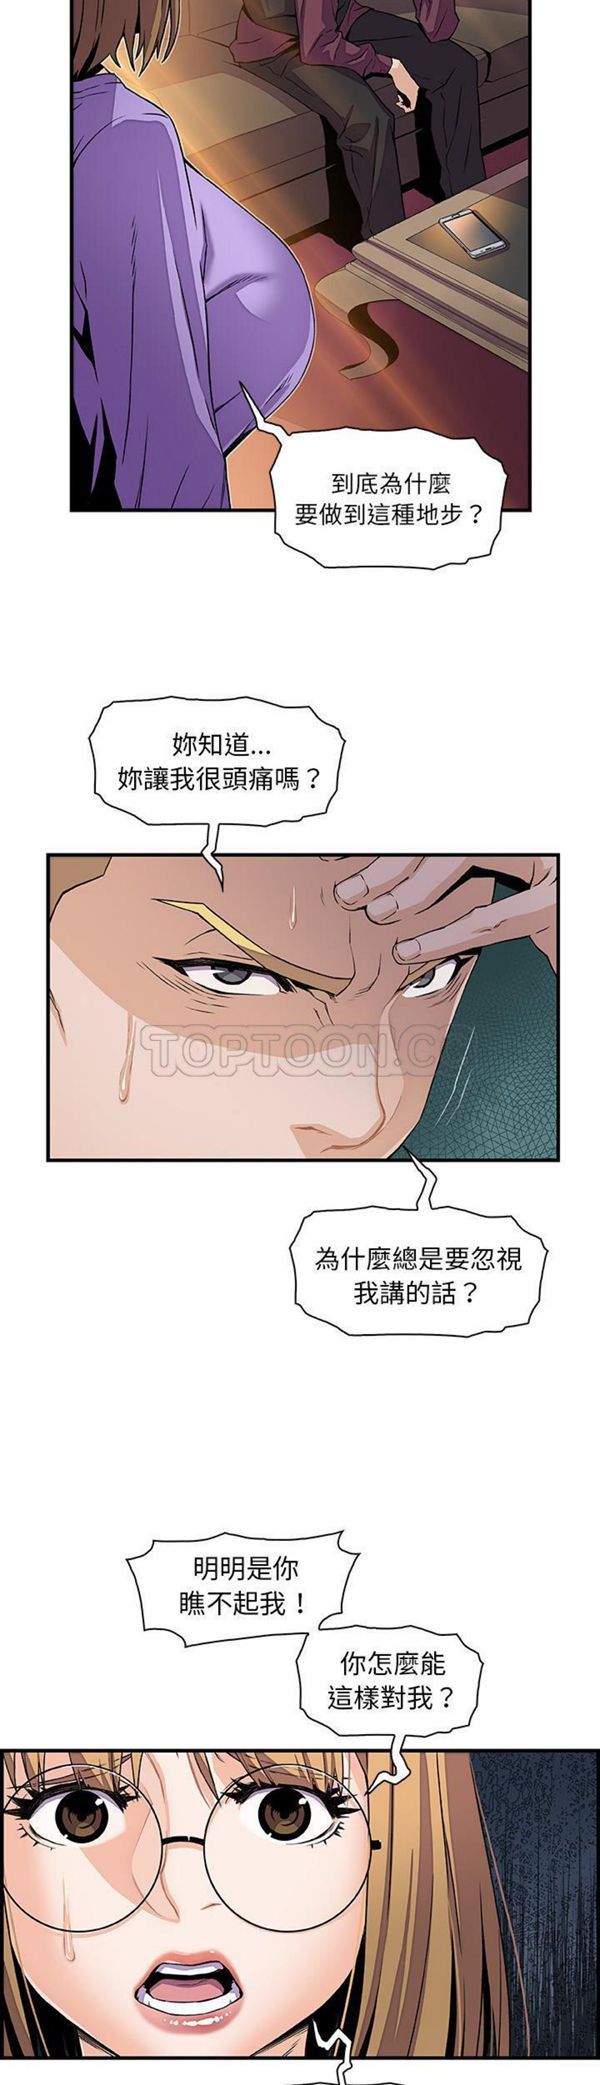 到底為什麼
要做到這種地步？
妳知道...
妳讓我很頭痛嗎？
TOPTOON.C
為什麼總是要忽視
我講的話？
明明是你
瞧不起我！
你怎麼能
這樣對我？